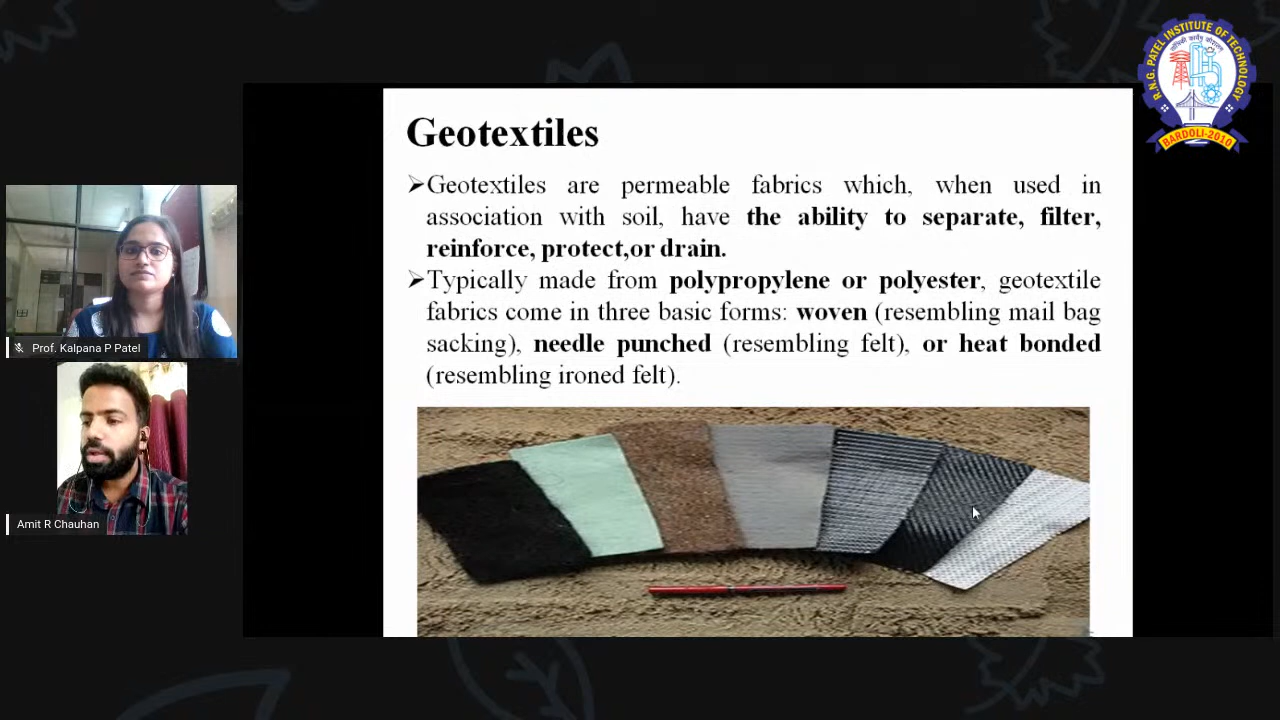 Geotextiles
➤Geotextiles are permeable fabrics which, when used in
association with soil, have the ability to separate, filter,
reinforce, protect,or drain.
➤Typically made from polypropylene or polyester, geotextile
fabrics come in three basic forms: woven (resembling mail bag
sacking), needle punched (resembling felt), or heat bonded
(resembling ironed felt).
Prof. Kalpana P Patel
Amit R Chauhan
R.N.G. PATEL INSTITUTE OF TECHNOLOGY
BARDOLI-2010